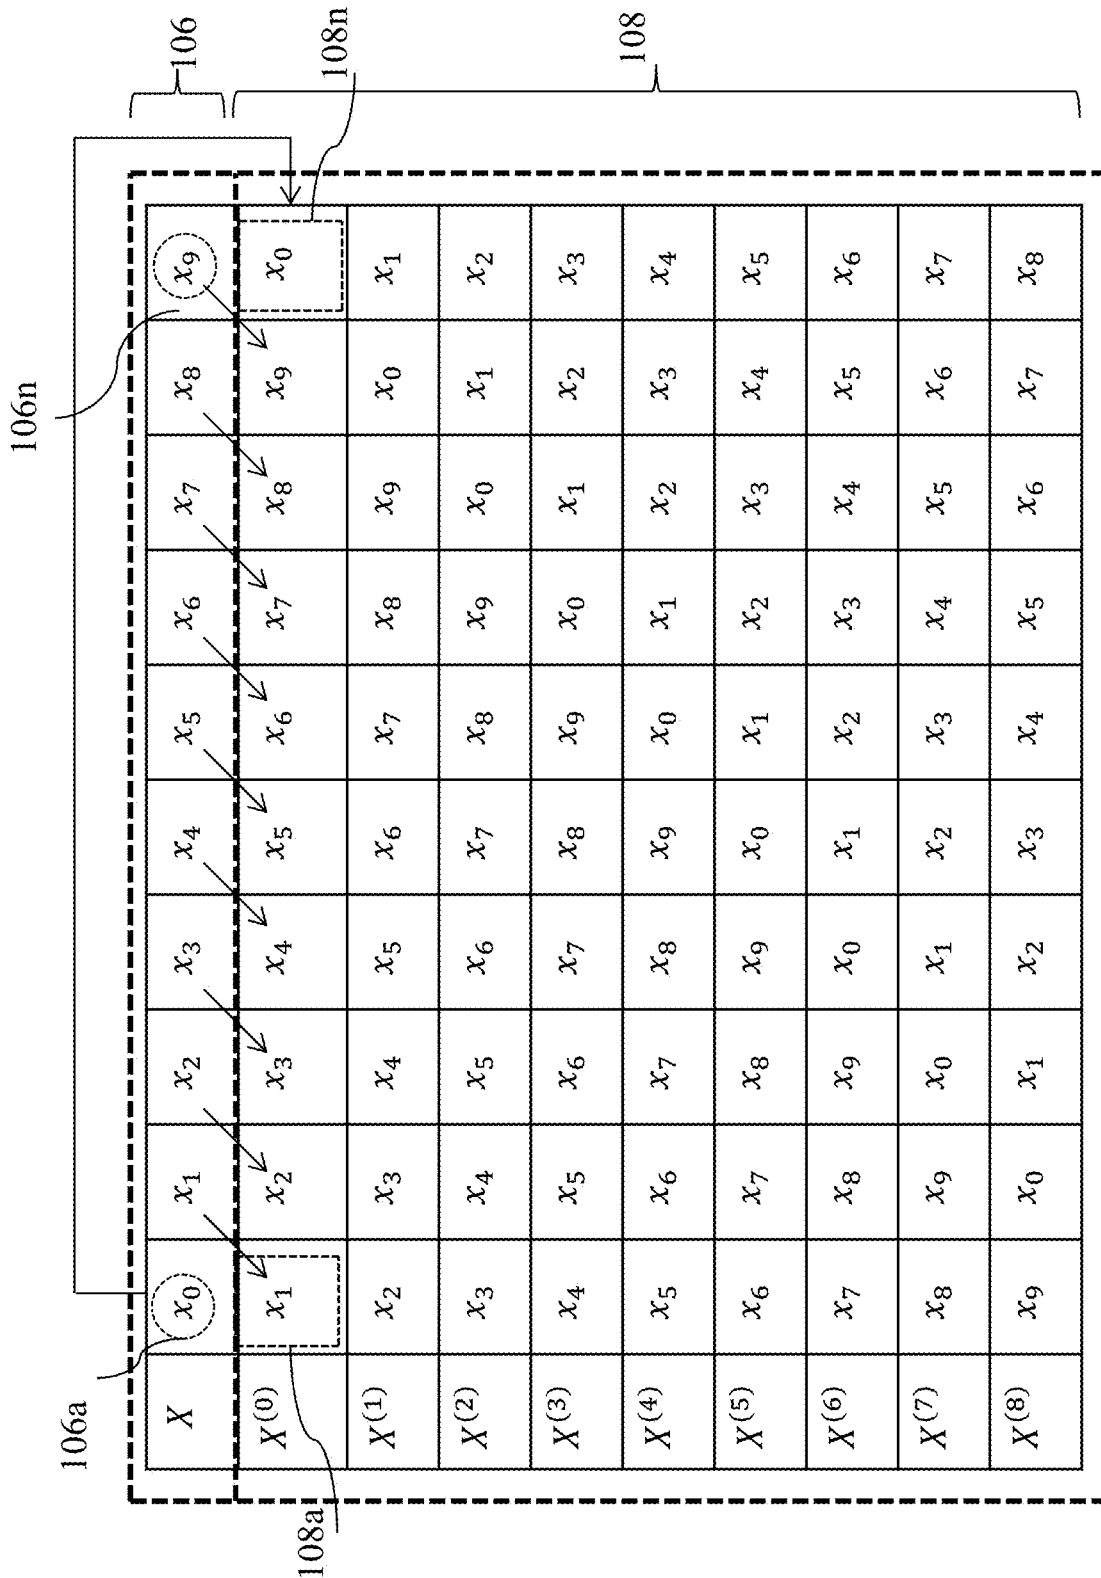 106n
106a
X x₀ x₁ x₂ x₃ x₄ x₅ x₆ x₇ x₈ x₉ 106
X⁽⁰⁾ x₁ x₂ x₃ x₄ x₅ x₆ x₇ x₈ x₉ x₀
108a
108n
X⁽¹⁾ x₂ x₃ x₄ x₅ x₆ x₇ x₈ x₉ x₀ x₁
X⁽²⁾ x₃ x₄ x₅ x₆ x₇ x₈ x₉ x₀ x₁ x₂
X⁽³⁾ x₄ x₅ x₆ x₇ x₈ x₉ x₀ x₁ x₂ x₃
108
X⁽⁴⁾ x₅ x₆ x₇ x₈ x₉ x₀ x₁ x₂ x₃ x₄
X⁽⁵⁾ x₆ x₇ x₈ x₉ x₀ x₁ x₂ x₃ x₄ x₅
X⁽⁶⁾ x₇ x₈ x₉ x₀ x₁ x₂ x₃ x₄ x₅ x₆
X⁽⁷⁾ x₈ x₉ x₀ x₁ x₂ x₃ x₄ x₅ x₆ x₇
X⁽⁸⁾ x₉ x₀ x₁ x₂ x₃ x₄ x₅ x₆ x₇ x₈